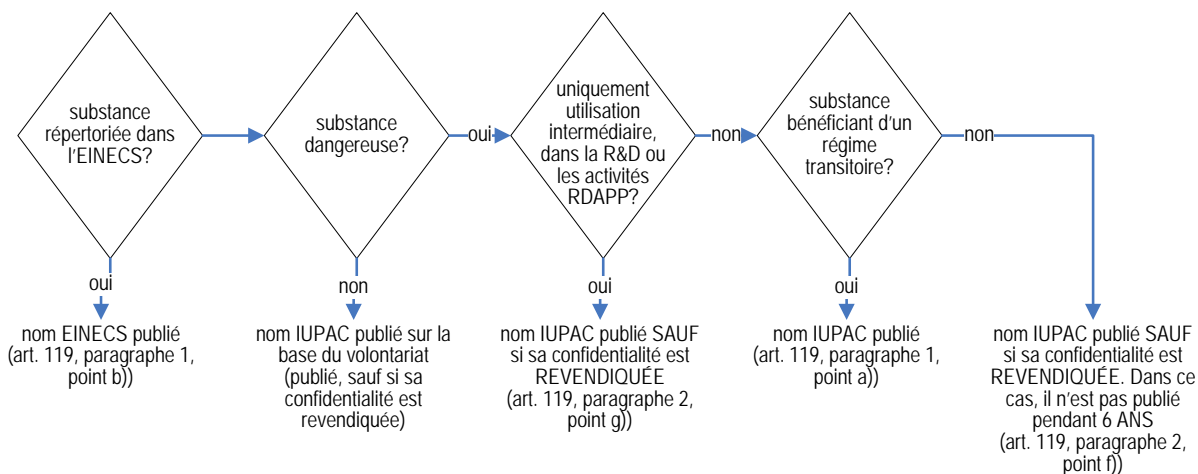 substance
répertoriée dans
l'EINECS?
substance
dangereuse?
oui
uniquement
utilisation
intermédiaire,
dans la R&D ou
les activités
RDAPP?
non
substance
bénéficiant d'un
régime
transitoire?
non
oui
nom EINECS publié
(art. 119, paragraphe 1,
point b))
non
nom IUPAC publié sur la
base du volontariat
(publié, sauf si sa
confidentialité est
revendiquée)
oui
nom IUPAC publié SAUF
si sa confidentialité est
REVENDIQUÉE
(art. 119, paragraphe 2,
point g))
oui
nom IUPAC publié
(art. 119, paragraphe 1,
point a))
nom IUPAC publié SAUF
si sa confidentialité est
REVENDIQUÉE. Dans ce
cas, il n'est pas publié
pendant 6 ANS
(art. 119, paragraphe 2,
point f))